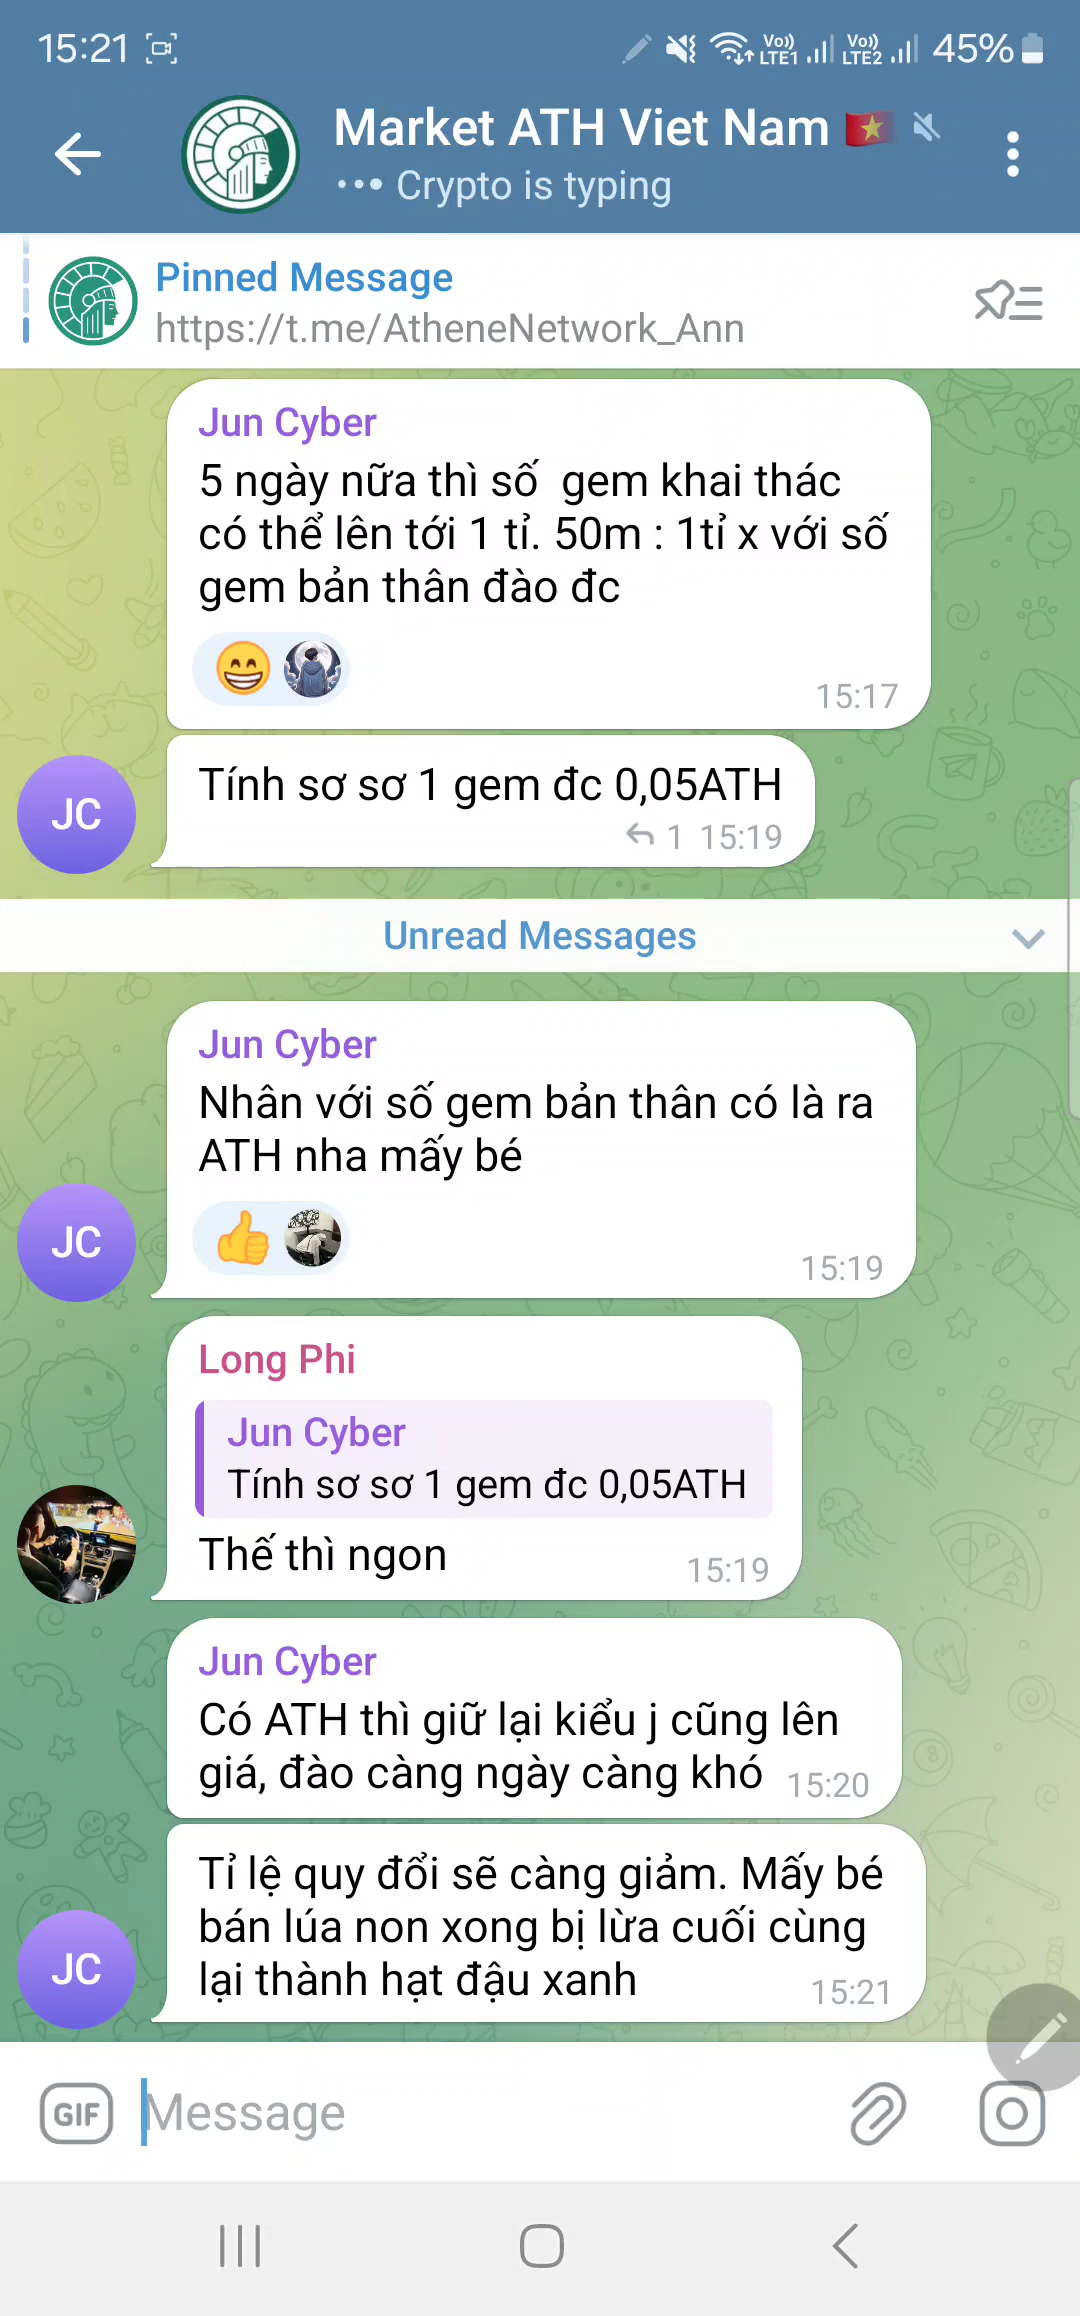 15:21
Vo)) LTE1 Vo)) LTE2 45%
Market ATH Viet Nam
Crypto is typing
Pinned Message
https://t.me/AtheneNetwork_Ann
Jun Cyber
5 ngày nữa thì số gem khai thác
có thể lên tới 1 tỉ. 50m : 1tỉ x với số
gem bản thân đào đc
15:17
Tính sơ sơ 1 gem đc 0,05ATH
1 15:19
JC
Unread Messages
Jun Cyber
Nhân với số gem bản thân có là ra
ATH nha mấy bé
15:19
JC
Long Phi
Jun Cyber
Tính sơ sơ 1 gem đc 0,05ATH
Thế thì ngon
15:19
Jun Cyber
Có ATH thì giữ lại kiểu j cũng lên
giá, đào càng ngày càng khó 15:20
Tỉ lệ quy đổi sẽ càng giảm. Mấy bé
bán lúa non xong bị lừa cuối cùng
lại thành hạt đậu xanh
15:21
JC
GIF Message